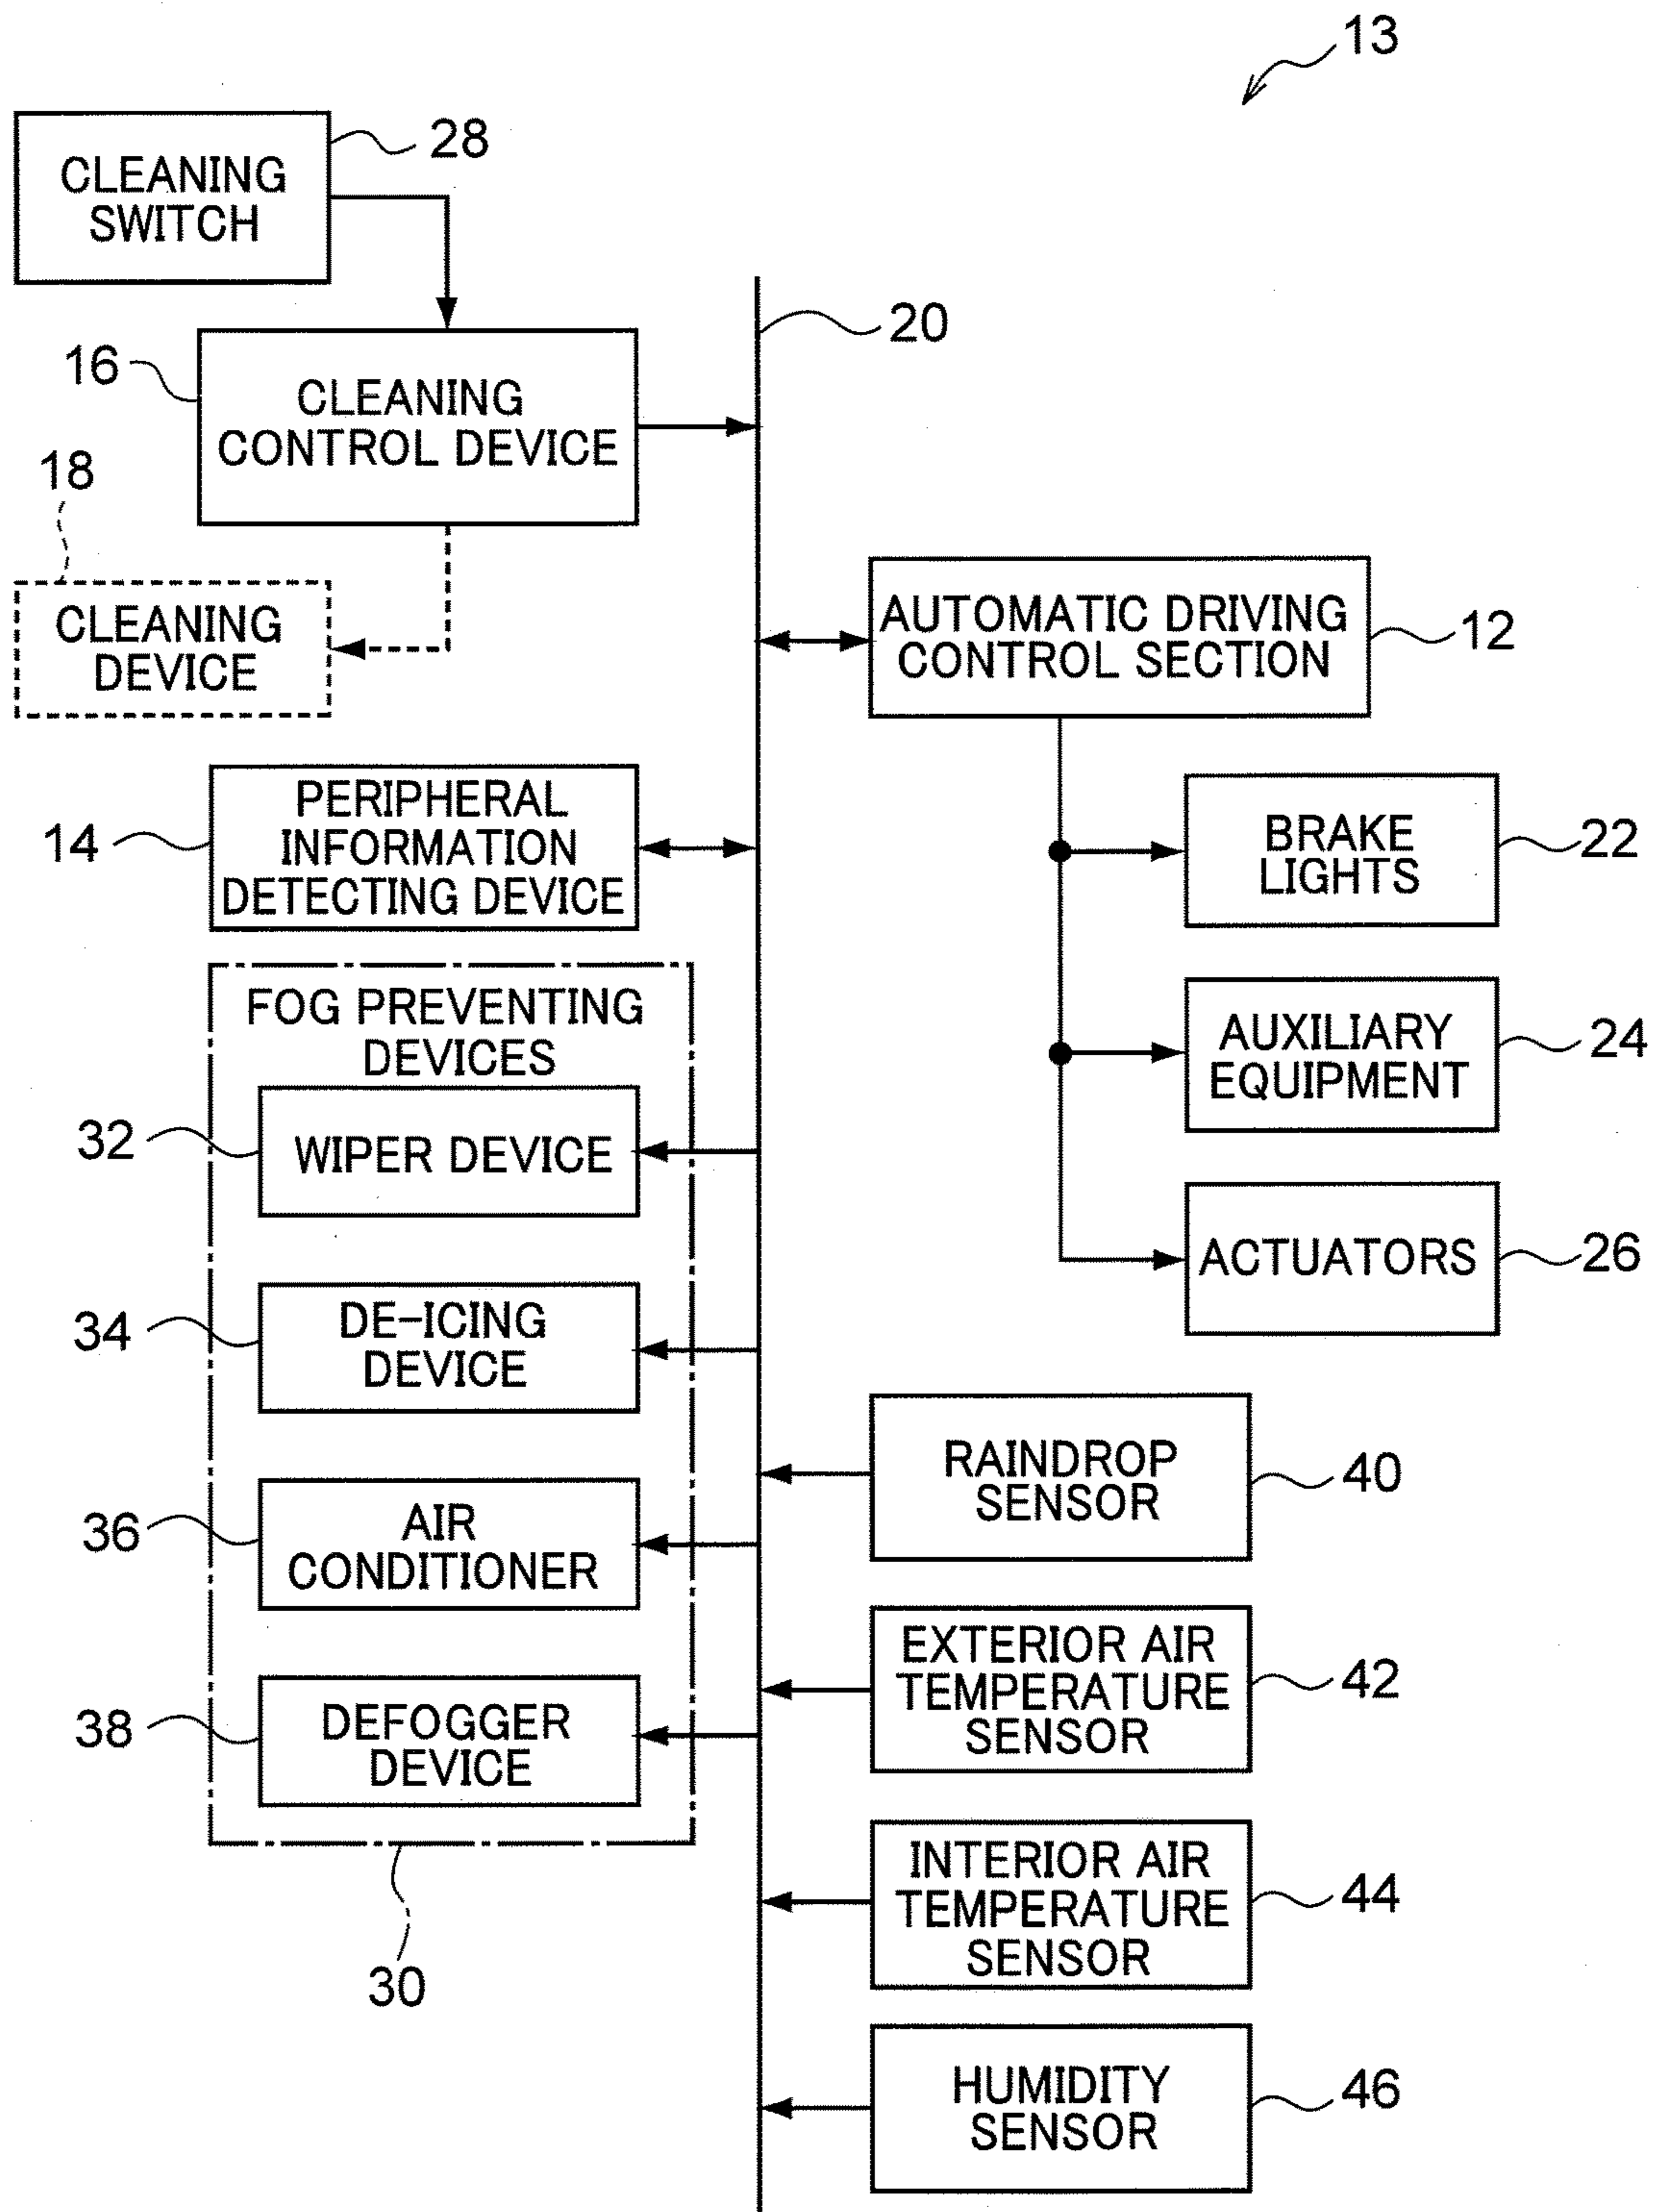 13
CLEANING
SWITCH
28
20
16
CLEANING
CONTROL DEVICE
18
CLEANING
DEVICE
AUTOMATIC DRIVING
CONTROL SECTION
12
14
PERIPHERAL
INFORMATION
DETECTING DEVICE
BRAKE
LIGHTS
22
FOG PREVENTING
DEVICES
AUXILIARY
EQUIPMENT
24
32
WIPER DEVICE
ACTUATORS
26
34
DE-ICING
DEVICE
RAINDROP
SENSOR
40
36
AIR
CONDITIONER
EXTERIOR AIR
TEMPERATURE
SENSOR
42
38
DEFOGGER
DEVICE
INTERIOR AIR
TEMPERATURE
SENSOR
44
30
HUMIDITY
SENSOR
46